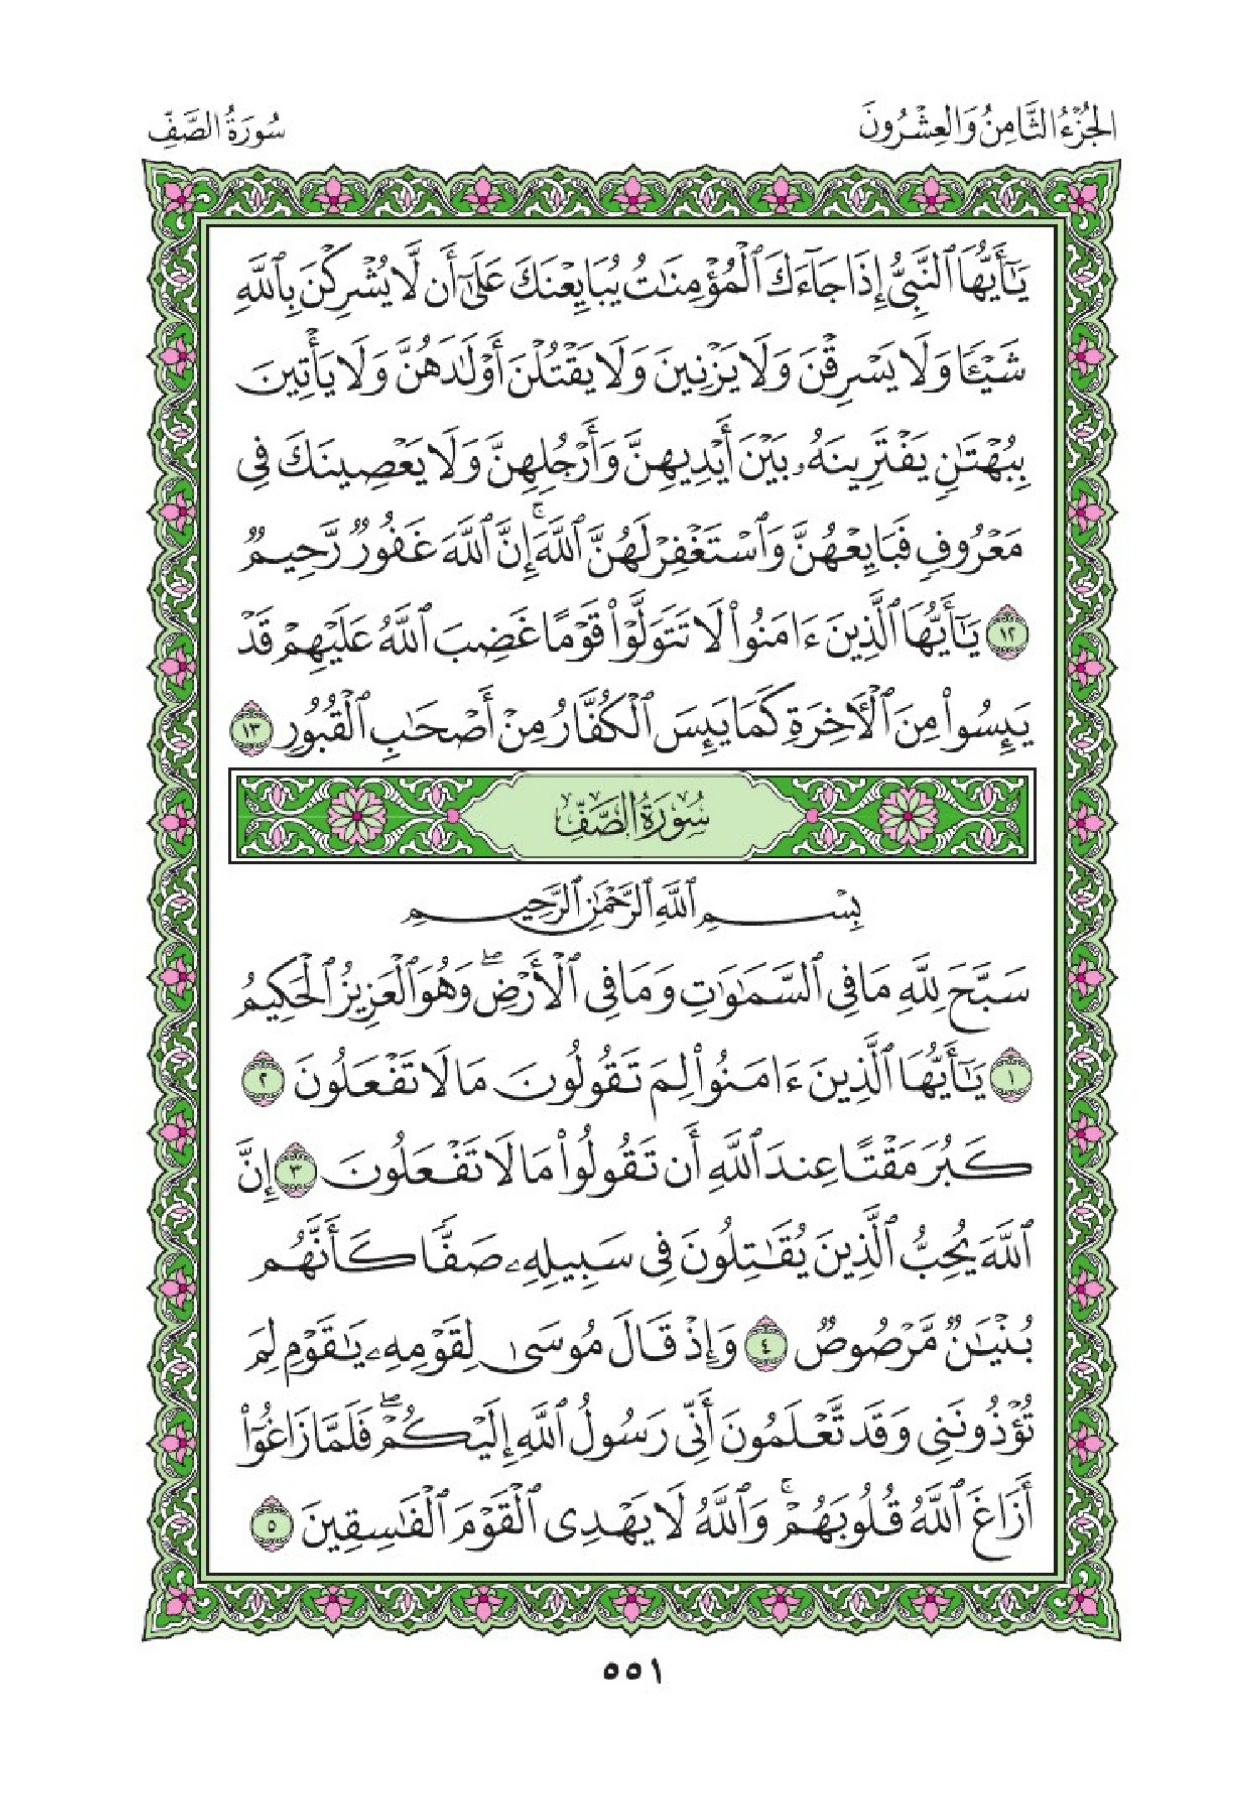 الجُزْءُ الثَّامِنُ وَالعِشْرُونَ
سُورَةُ الصَّفِّ
يَٰٓأَيُّهَا ٱلنَّبِىُّ إِذَا جَآءَكَ ٱلْمُؤْمِنَٰتُ يُبَايِعْنَكَ عَلَىٰٓ أَن لَّا يُشْرِكْنَ بِٱللَّهِ
شَيْـًٔا وَلَا يَسْرِقْنَ وَلَا يَزْنِينَ وَلَا يَقْتُلْنَ أَوْلَٰدَهُنَّ وَلَا يَأْتِينَ
بِبُهْتَٰنٍ يَفْتَرِينَهُۥ بَيْنَ أَيْدِيهِنَّ وَأَرْجُلِهِنَّ وَلَا يَعْصِينَكَ فِى
مَعْرُوفٍ فَبَايِعْهُنَّ وَٱسْتَغْفِرْ لَهُنَّ ٱللَّهَ ۚ إِنَّ ٱللَّهَ غَفُورٌ رَّحِيمٌ
١٢ يَٰٓأَيُّهَا ٱلَّذِينَ ءَامَنُوا۟ لَا تَتَوَلَّوْا۟ قَوْمًا غَضِبَ ٱللَّهُ عَلَيْهِمْ قَدْ
يَئِسُوا۟ مِنَ ٱلْـَٔاخِرَةِ كَمَا يَئِسَ ٱلْكُفَّارُ مِنْ أَصْحَٰبِ ٱلْقُبُورِ ١٣
سُورَةُ الصَّفِّ
بِسْمِ ٱللَّهِ ٱلرَّحْمَٰنِ ٱلرَّحِيمِ
سَبَّحَ لِلَّهِ مَا فِى ٱلسَّمَٰوَٰتِ وَمَا فِى ٱلْأَرْضِ ۖ وَهُوَ ٱلْعَزِيزُ ٱلْحَكِيمُ
١ يَٰٓأَيُّهَا ٱلَّذِينَ ءَامَنُوا۟ لِمَ تَقُولُونَ مَا لَا تَفْعَلُونَ ٢
كَبُرَ مَقْتًا عِندَ ٱللَّهِ أَن تَقُولُوا۟ مَا لَا تَفْعَلُونَ ٣ إِنَّ
ٱللَّهَ يُحِبُّ ٱلَّذِينَ يُقَٰتِلُونَ فِى سَبِيلِهِۦ صَفًّا كَأَنَّهُم
بُنْيَٰنٌ مَّرْصُوصٌ ٤ وَإِذْ قَالَ مُوسَىٰ لِقَوْمِهِۦ يَٰقَوْمِ لِمَ
تُؤْذُونَنِى وَقَد تَّعْلَمُونَ أَنِّى رَسُولُ ٱللَّهِ إِلَيْكُمْ ۖ فَلَمَّا زَاغُوٓا۟
أَزَاغَ ٱللَّهُ قُلُوبَهُمْ ۚ وَٱللَّهُ لَا يَهْدِى ٱلْقَوْمَ ٱلْفَٰسِقِينَ ٥
٥٥١